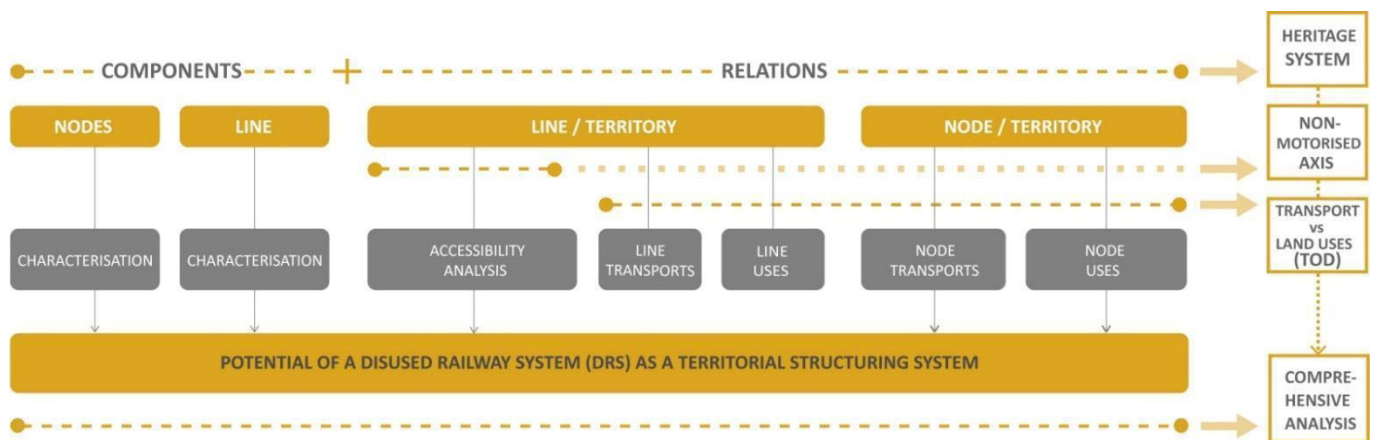 COMPONENTS
RELATIONS
HERITAGE
SYSTEM
NODES
LINE
LINE / TERRITORY
NODE / TERRITORY
NON-
MOTORISED
AXIS
TRANSPORT
vs
LAND USES
(TOD)
CHARACTERISATION
CHARACTERISATION
ACCESSIBILITY
ANALYSIS
LINE
TRANSPORTS
LINE
USES
NODE
TRANSPORTS
NODE
USES
POTENTIAL OF A DISUSED RAILWAY SYSTEM (DRS) AS A TERRITORIAL STRUCTURING SYSTEM
COMPRE-
HENSIVE
ANALYSIS